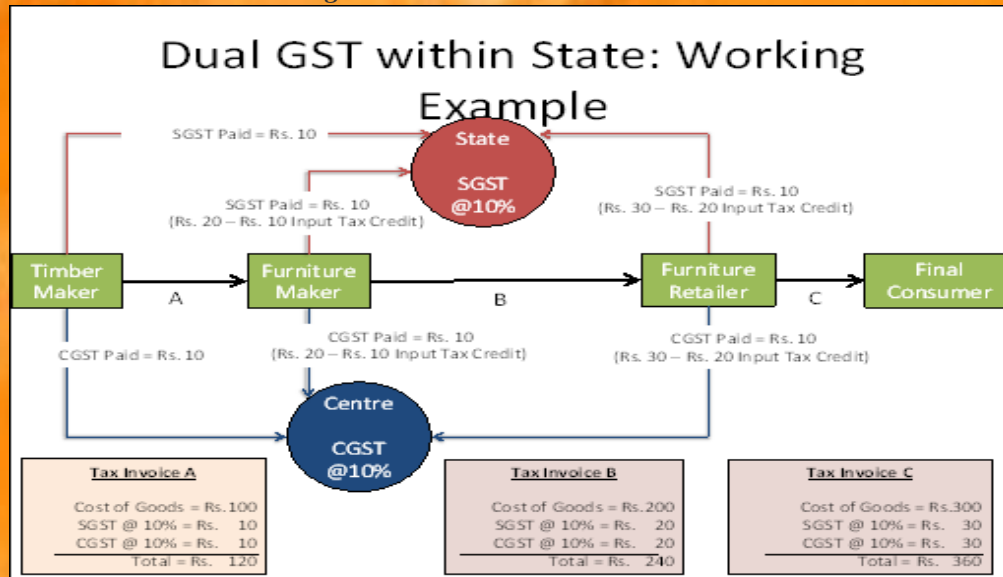 Dual GST within State: Working
Example
SGST Paid = Rs. 10
State
SGST
@10%
SGST Paid = Rs. 10
(Rs. 20 – Rs. 10 Input Tax Credit)
SGST Paid = Rs. 10
(Rs. 30 – Rs. 20 Input Tax Credit)
Timber
Maker
A
Furniture
Maker
B
Furniture
Retailer
C
Final
Consumer
CGST Paid = Rs. 10
CGST Paid = Rs. 10
(Rs. 20 – Rs. 10 Input Tax Credit)
CGST Paid = Rs. 10
(Rs. 30 – Rs. 20 Input Tax Credit)
Centre
CGST
@10%
Tax Invoice A
Cost of Goods = Rs.100
SGST @ 10% = Rs. 10
CGST @ 10% = Rs. 10
Total = Rs. 120
Tax Invoice B
Cost of Goods = Rs.200
SGST @ 10% = Rs. 20
CGST @ 10% = Rs. 20
Total = Rs. 240
Tax Invoice C
Cost of Goods = Rs.300
SGST @ 10% = Rs. 30
CGST @ 10% = Rs. 30
Total = Rs. 360